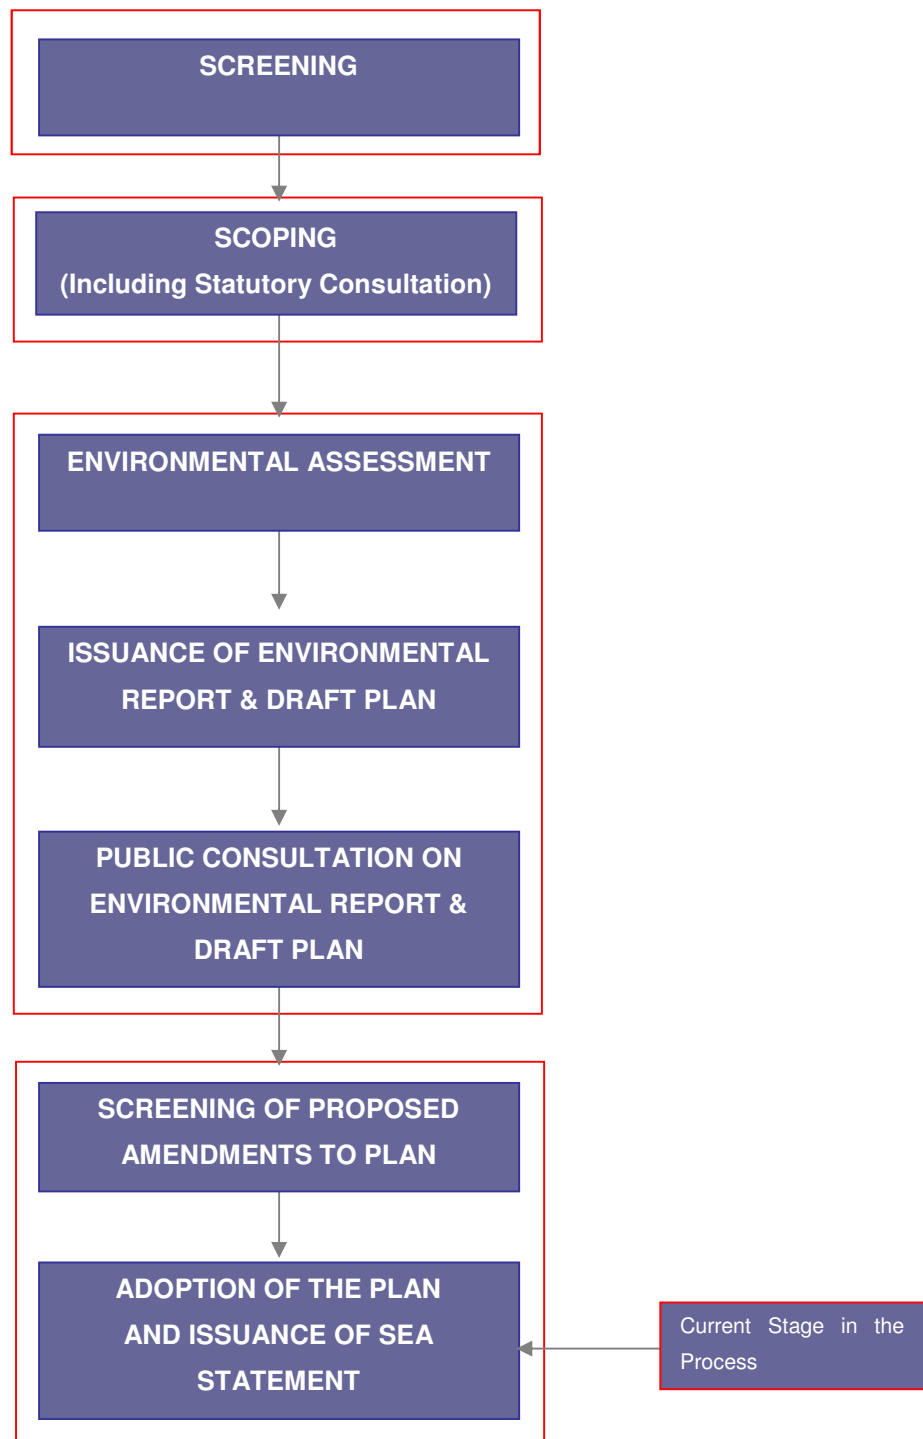 SCREENING
SCOPING
(Including Statutory Consultation)
ENVIRONMENTAL ASSESSMENT
ISSUANCE OF ENVIRONMENTAL
REPORT & DRAFT PLAN
PUBLIC CONSULTATION ON
ENVIRONMENTAL REPORT &
DRAFT PLAN
SCREENING OF PROPOSED
AMENDMENTS TO PLAN
ADOPTION OF THE PLAN
AND ISSUANCE OF SEA
STATEMENT
Current Stage in the
Process